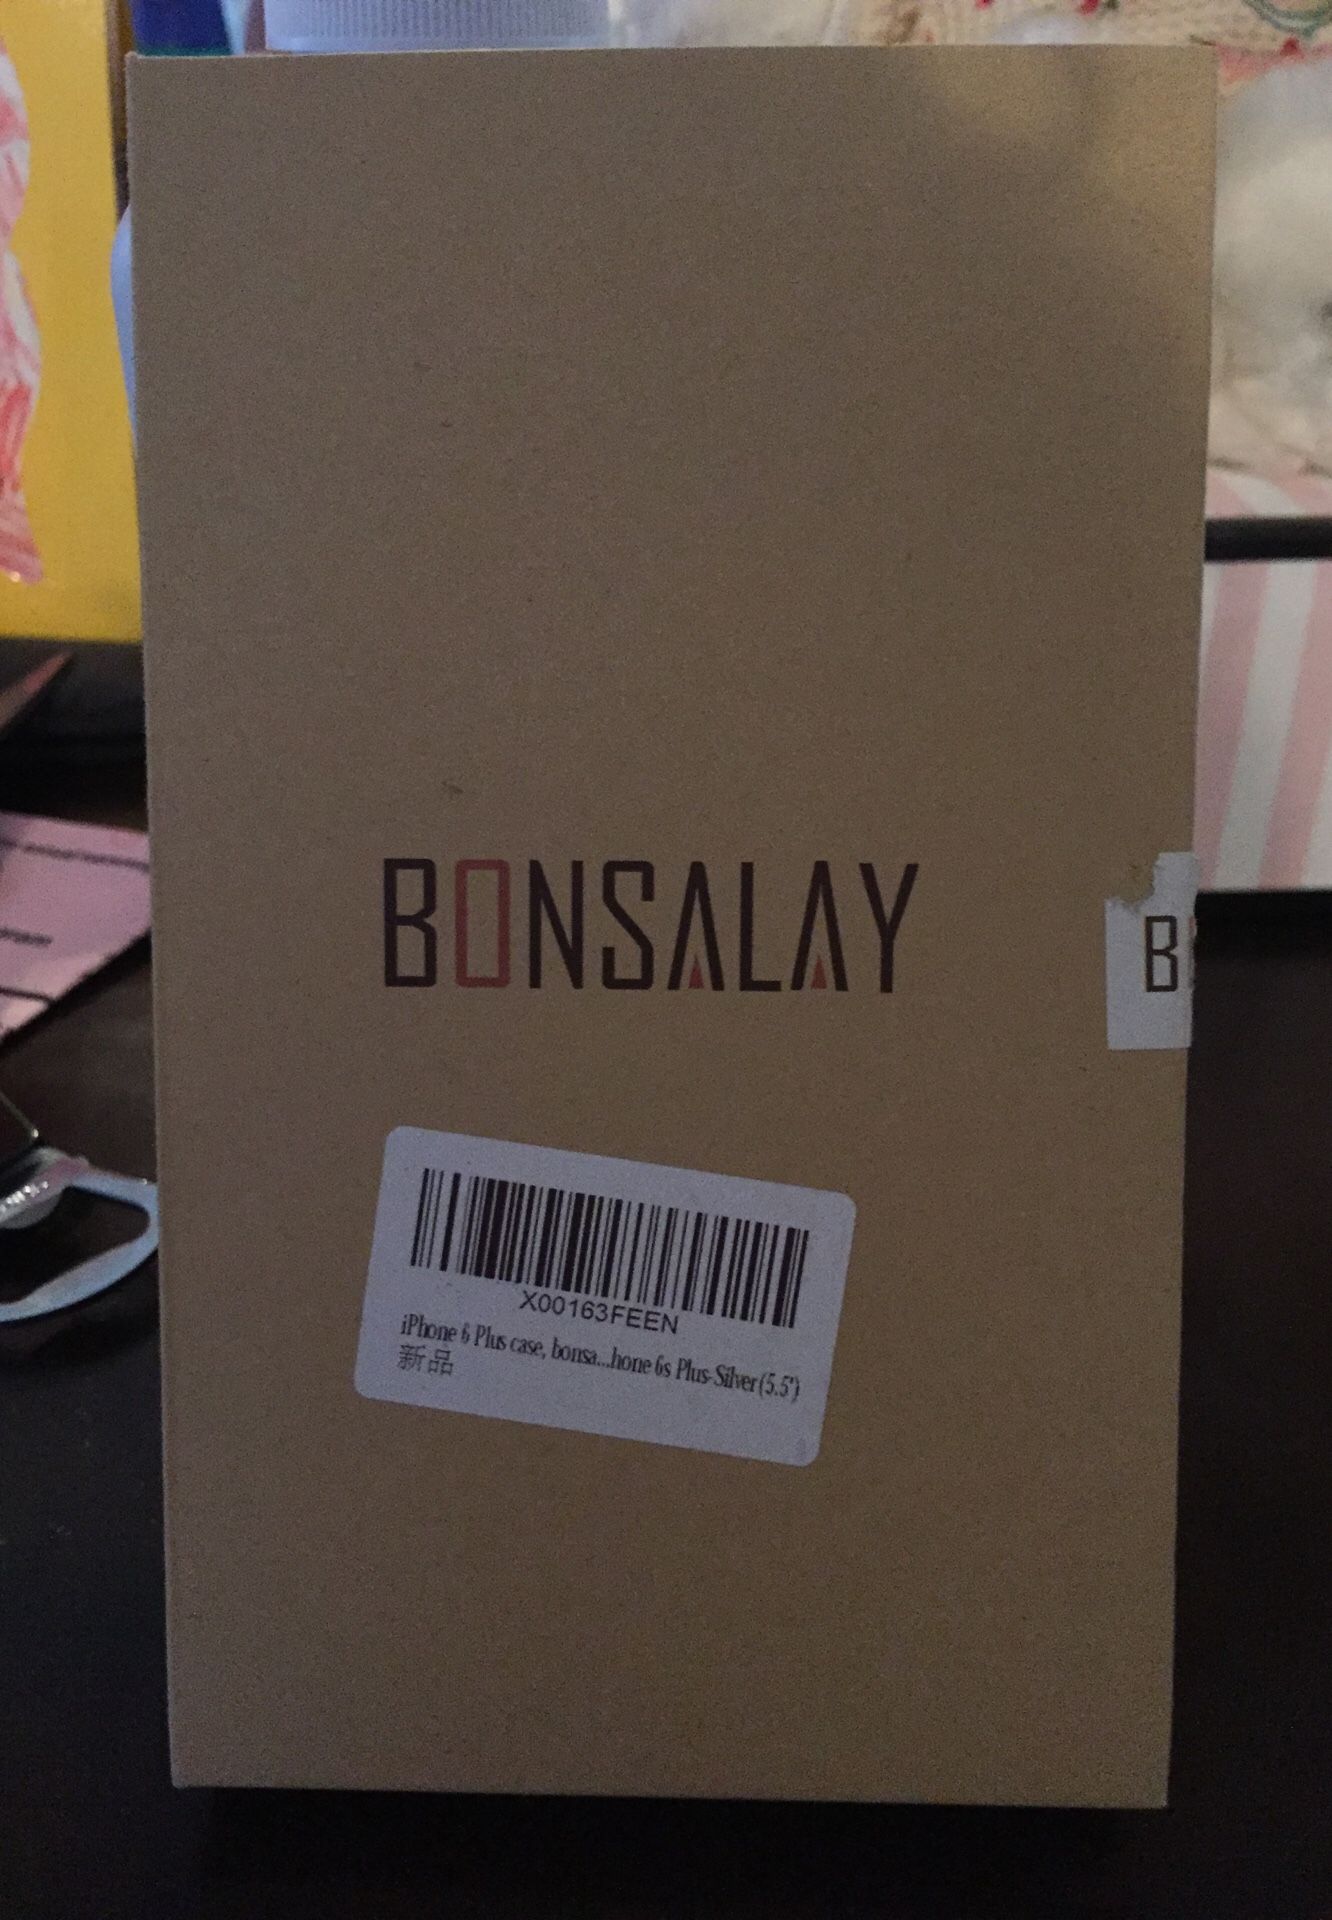 BONSALAY
B
X00163FEEN
iPhone 6 Plus case, bonsa...hone 6s Plus-Silver(5.5")
新品